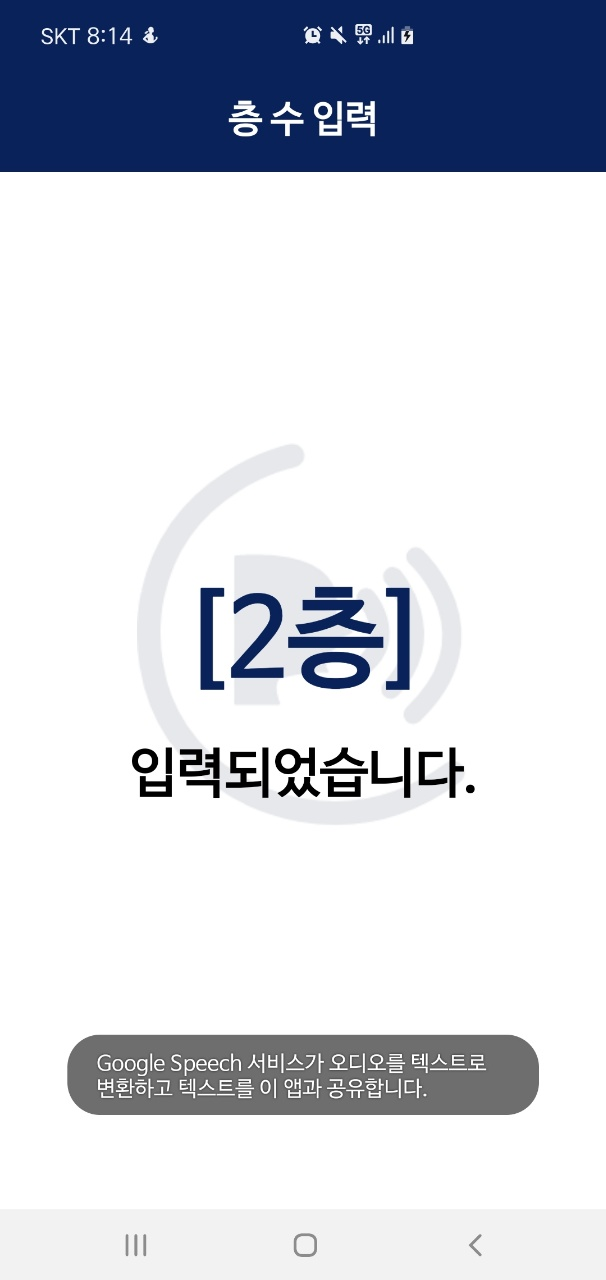 SKT 8:14
5G
층 수 입력
[2층]
입력되었습니다.
Google Speech 서비스가 오디오를 텍스트로
변환하고 텍스트를 이 앱과 공유합니다.